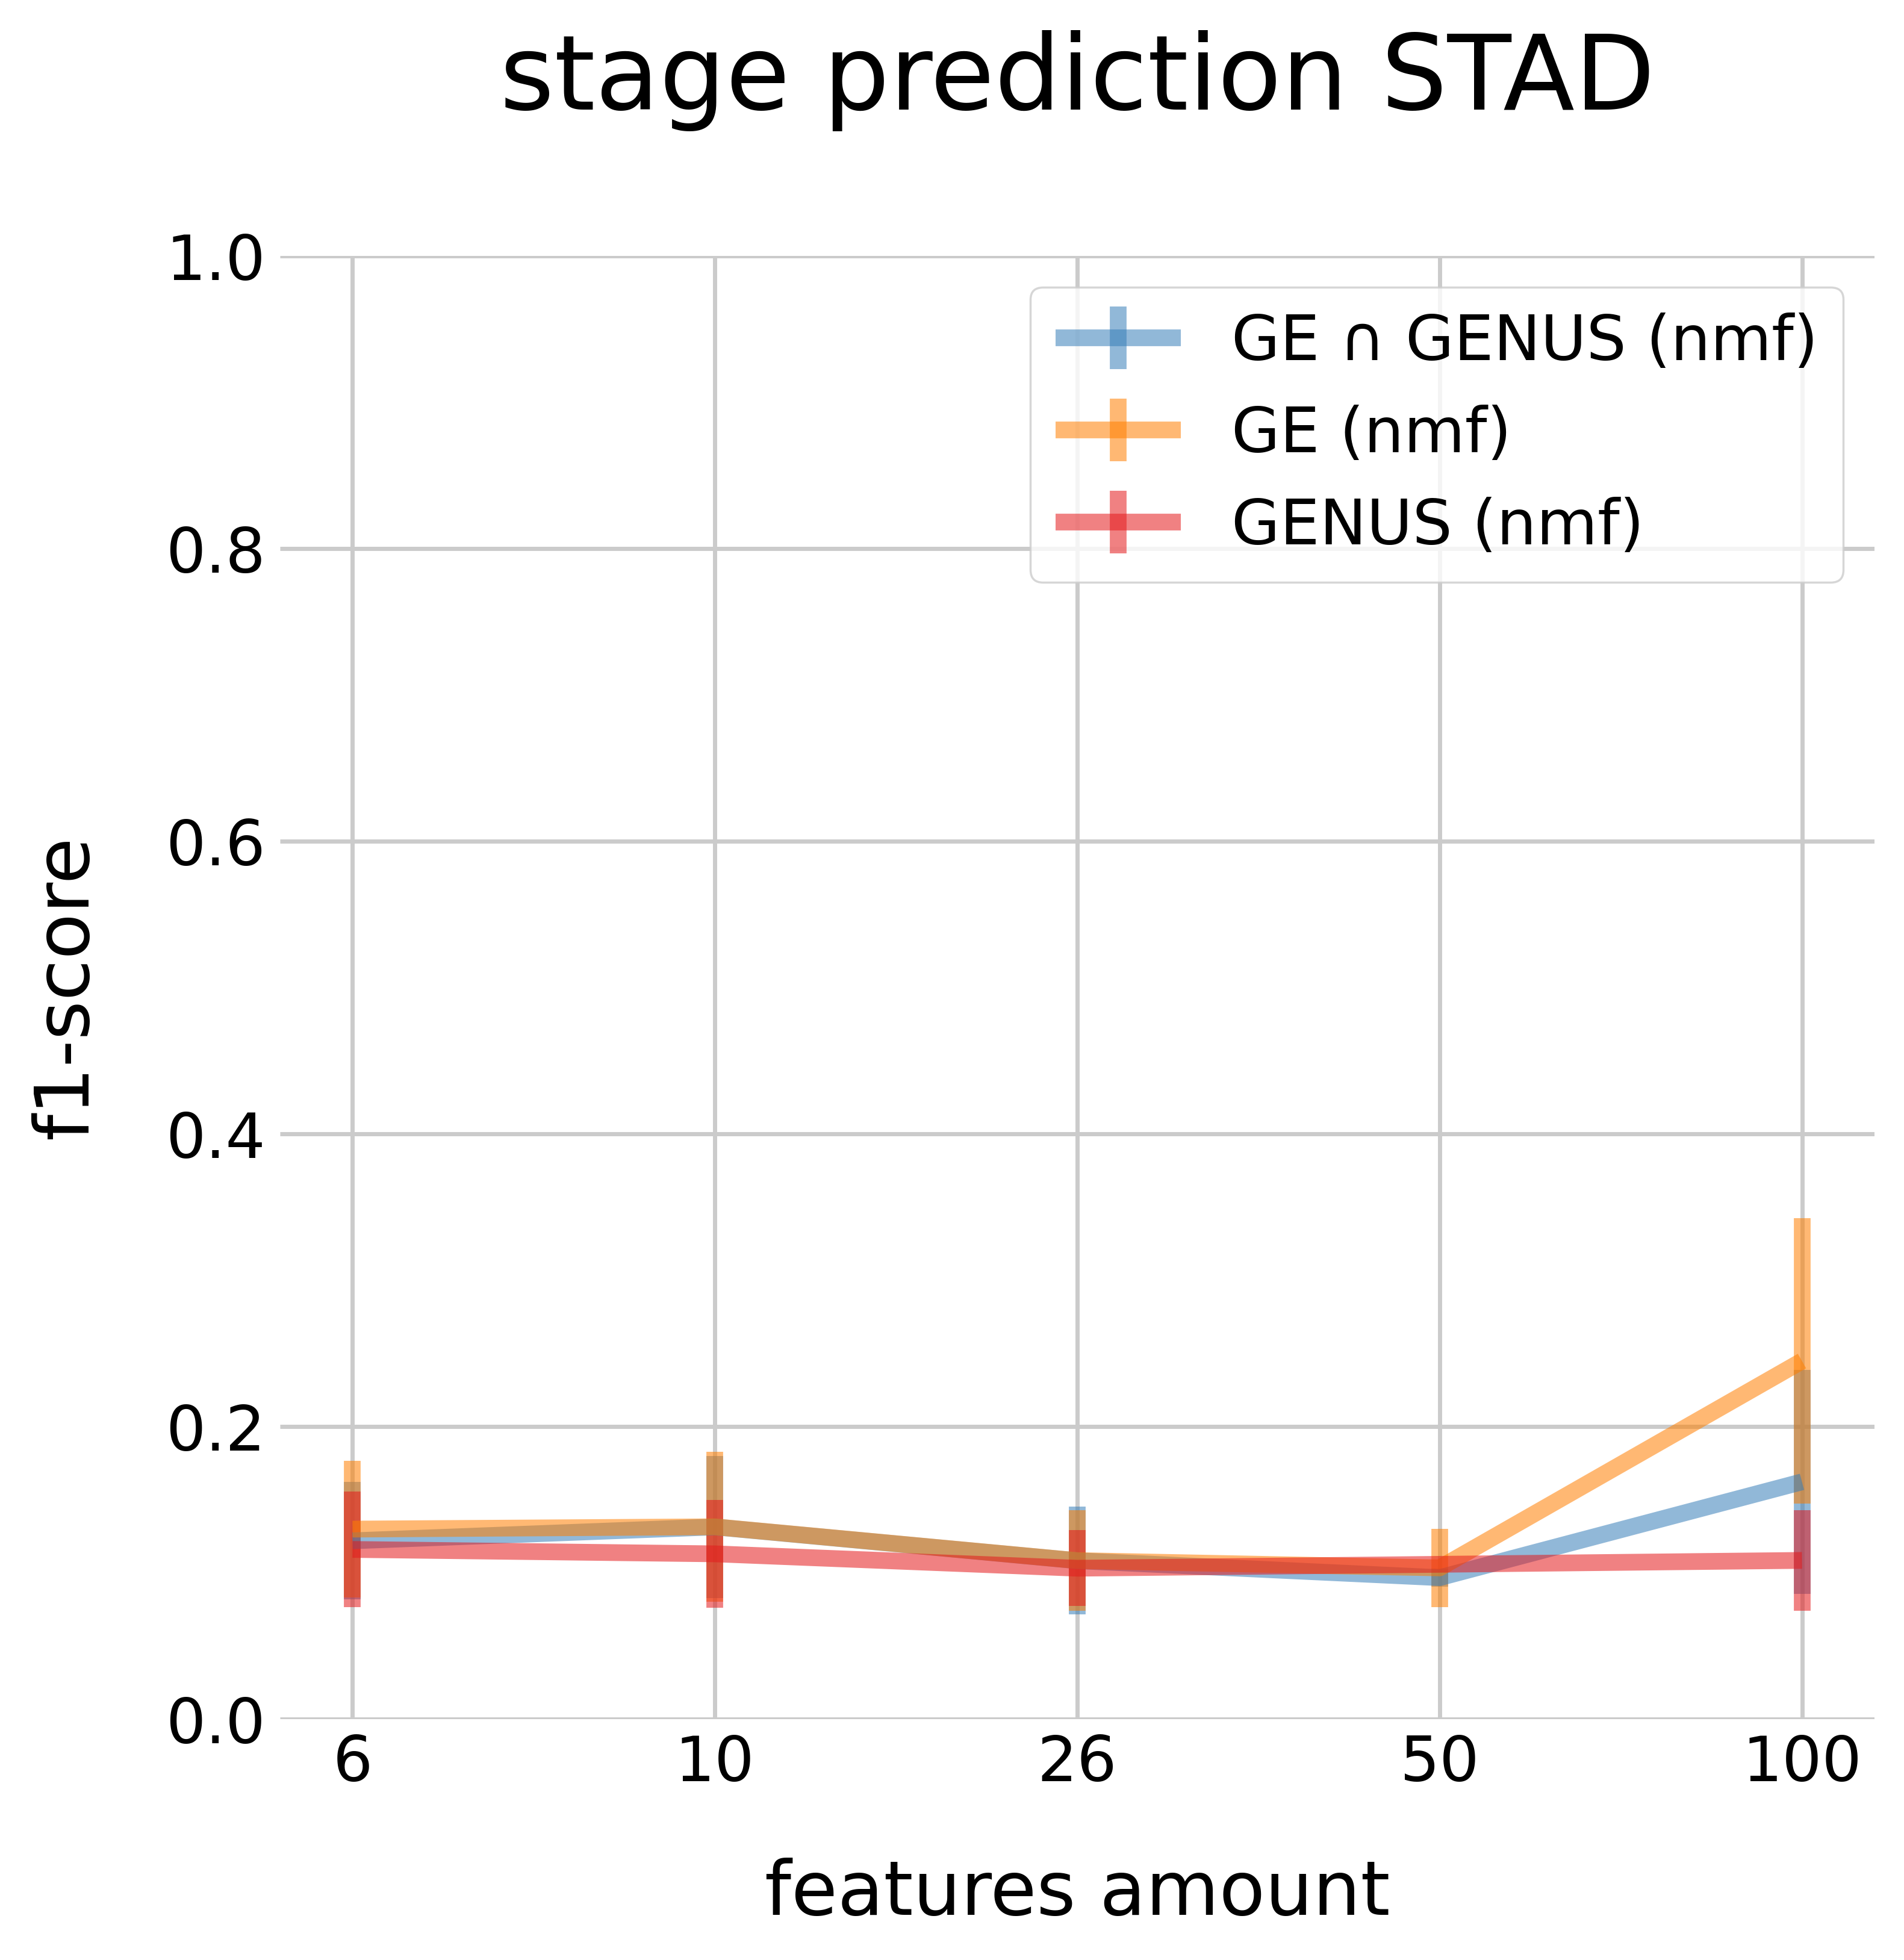 stage prediction STAD
1.0
0.8
0.6
0.4
0.2
0.0
f1-score
GE ∩ GENUS (nmf)
GE (nmf)
GENUS (nmf)
6 10 26 50 100
features amount